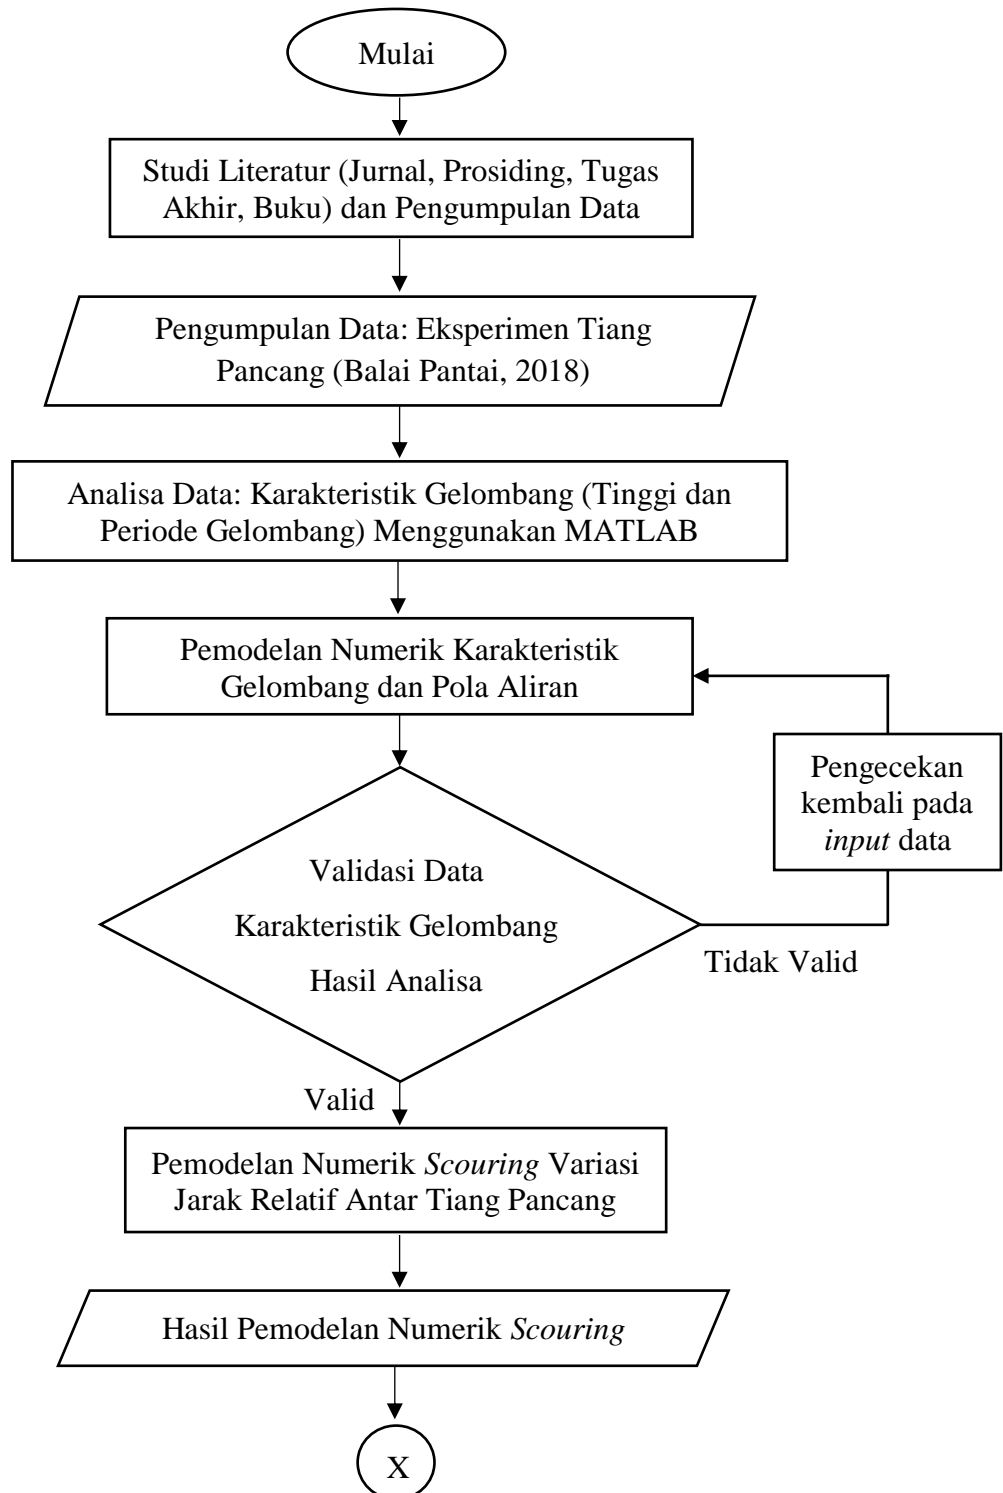 Mulai
Studi Literatur (Jurnal, Prosiding, Tugas
Akhir, Buku) dan Pengumpulan Data
Pengumpulan Data: Eksperimen Tiang
Pancang (Balai Pantai, 2018)
Analisa Data: Karakteristik Gelombang (Tinggi dan
Periode Gelombang) Menggunakan MATLAB
Pemodelan Numerik Karakteristik
Gelombang dan Pola Aliran
Pengecekan
kembali pada
input data
Validasi Data
Karakteristik Gelombang
Hasil Analisa
Tidak Valid
Valid
Pemodelan Numerik Scouring Variasi
Jarak Relatif Antar Tiang Pancang
Hasil Pemodelan Numerik Scouring
X